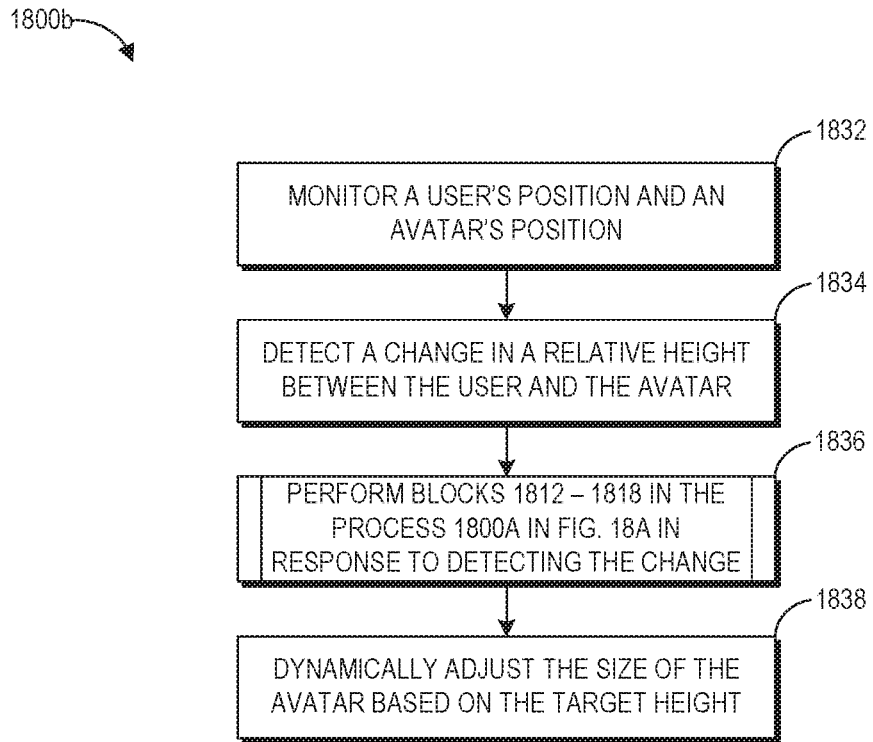 1800b
1832
MONITOR A USER'S POSITION AND AN
AVATAR'S POSITION
1834
DETECT A CHANGE IN A RELATIVE HEIGHT
BETWEEN THE USER AND THE AVATAR
1836
PERFORM BLOCKS 1812 – 1818 IN THE
PROCESS 1800A IN FIG. 18A IN
RESPONSE TO DETECTING THE CHANGE
1838
DYNAMICALLY ADJUST THE SIZE OF THE
AVATAR BASED ON THE TARGET HEIGHT